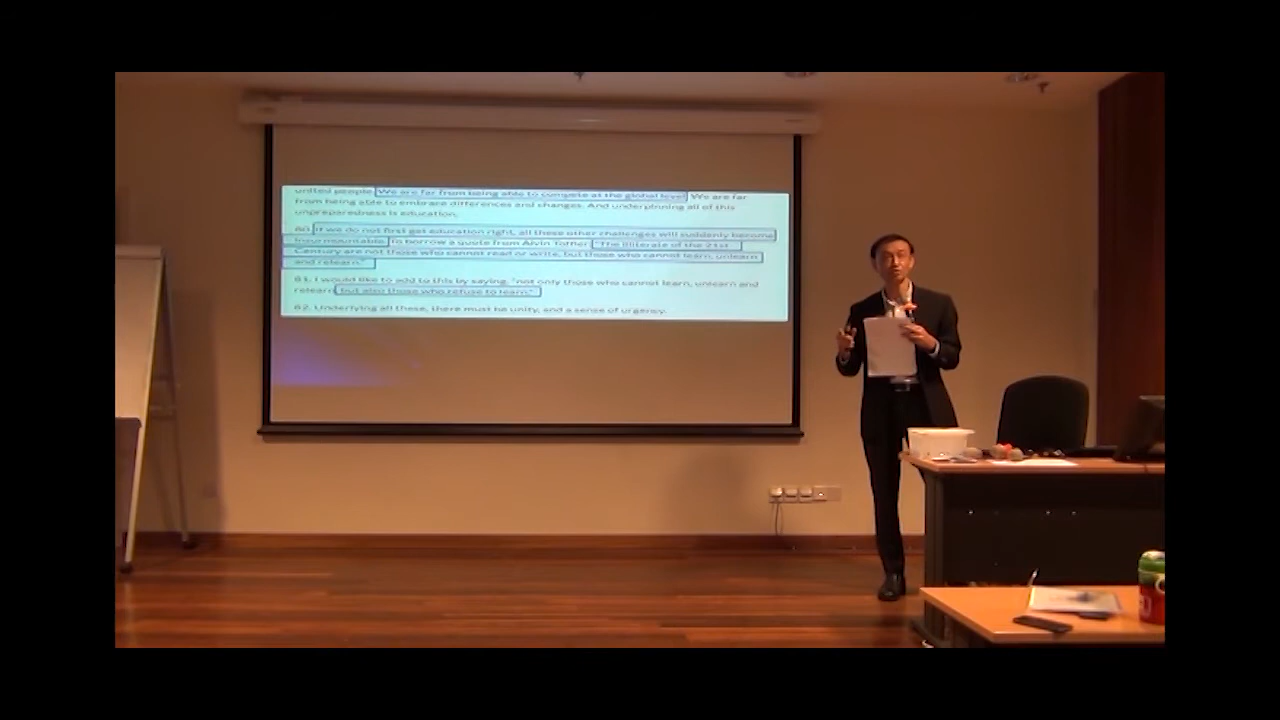 united people. We are far from being able to compete at the global level. We are far
from being able to embrace differences and changes. And underpinning all of this
unpreparedness is education.
80. If we do not first get education right, all these other challenges will suddenly become
insurmountable. To borrow a quote from Alvin Toffler, "The illiterate of the 21st
Century are not those who cannot read or write, but those who cannot learn, unlearn
and relearn."
81. I would like to add to this by saying, "not only those who cannot learn, unlearn and
relearn but also those who refuse to learn."
82. Underlying all these, there must be unity, and a sense of urgency.